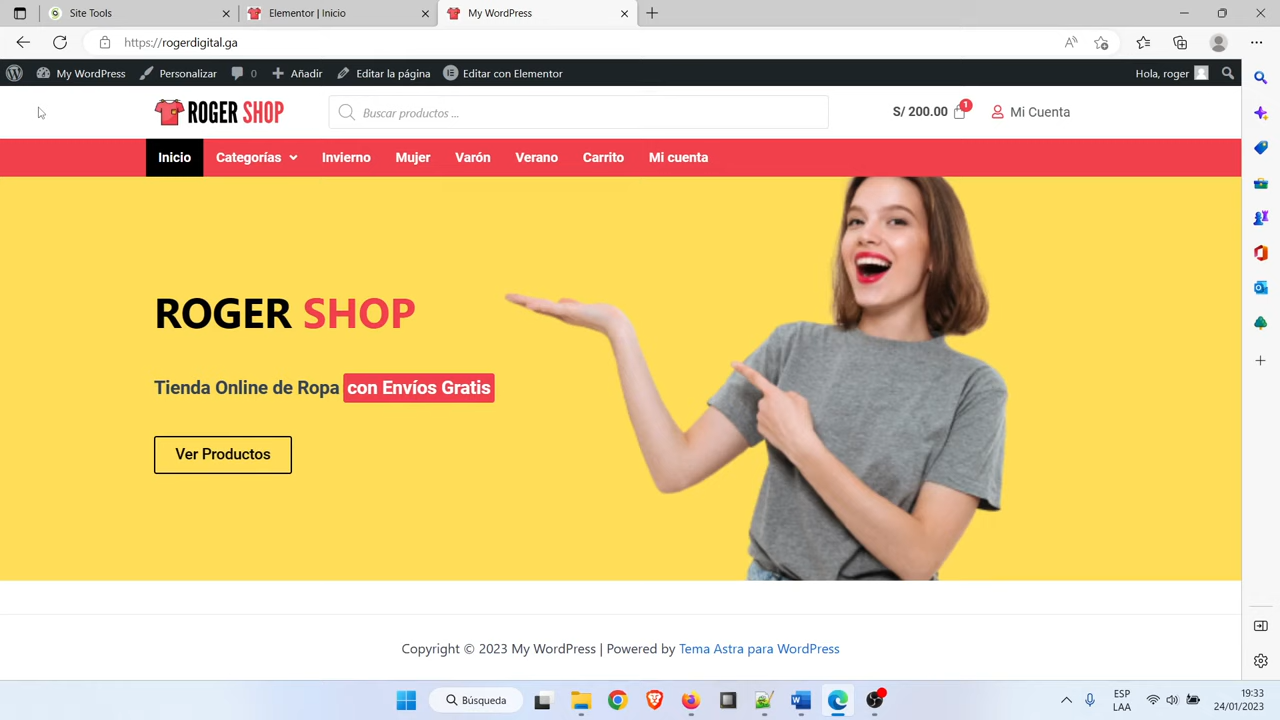 Site Tools
Elementor | Inicio
My WordPress
https://rogerdigital.ga
My WordPress
Personalizar
0
Añadir
Editar la página
Editar con Elementor
Hola, roger
ROGER SHOP
Buscar productos ...
S/ 200.00
1
Mi Cuenta
Inicio
Categorías
Invierno
Mujer
Varón
Verano
Carrito
Mi cuenta
ROGER SHOP
Tienda Online de Ropa con Envíos Gratis
Ver Productos
Copyright © 2023 My WordPress | Powered by Tema Astra para WordPress
Búsqueda
ESP
LAA
19:33
24/01/2023